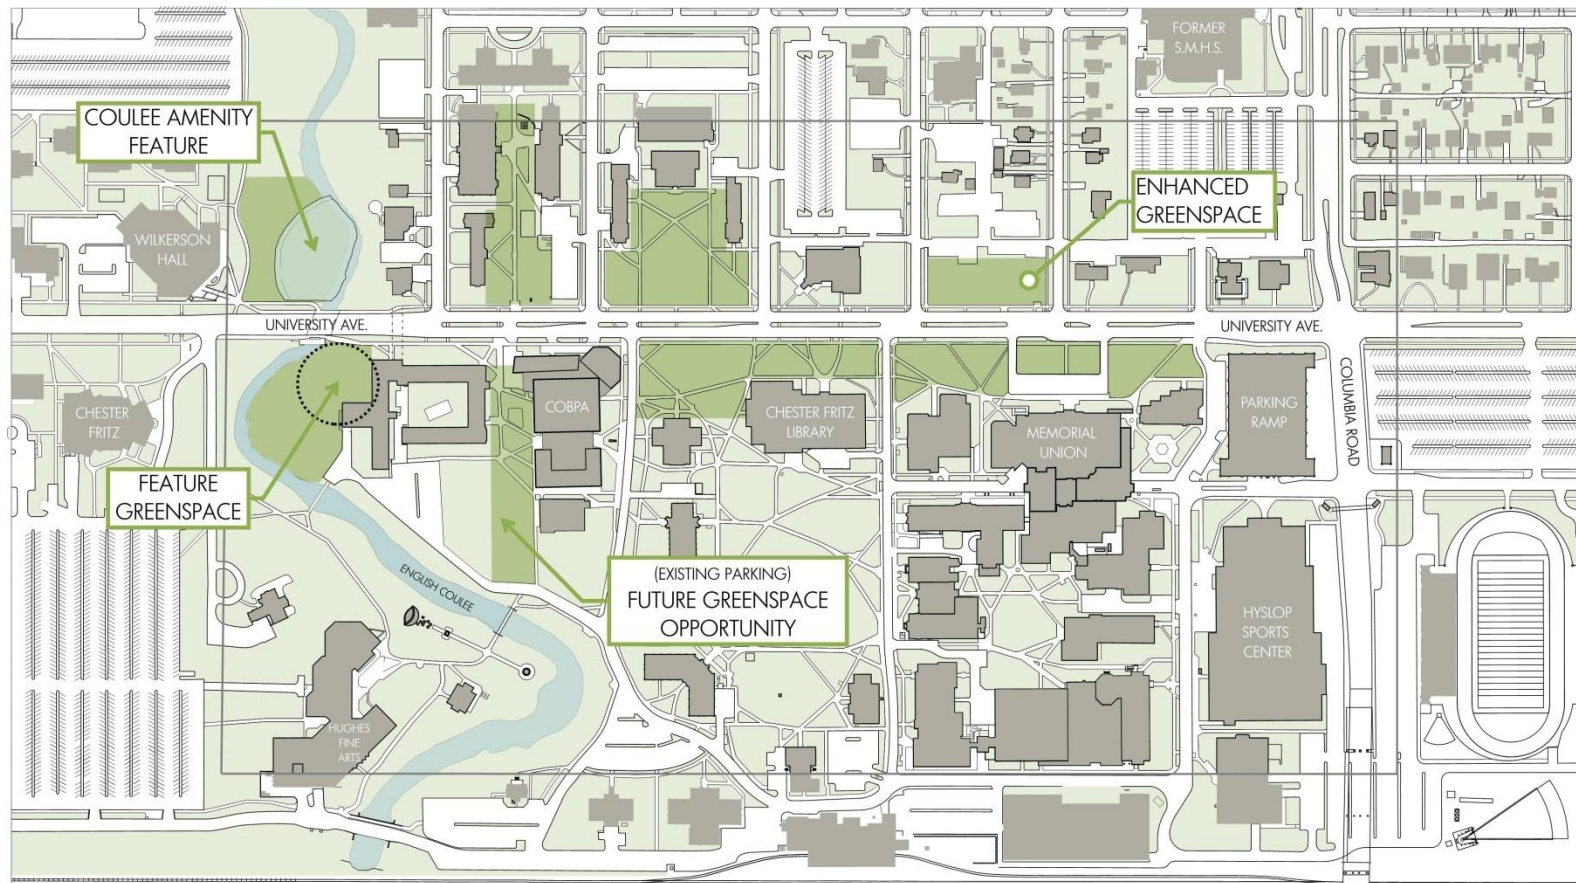 FORMER
S.M.H.S.
COULEE AMENITY
FEATURE
ENHANCED
GREENSPACE
WILKERSON
HALL
UNIVERSITY AVE.
UNIVERSITY AVE.
CHESTER
FRITZ
COBPA
CHESTER FRITZ
LIBRARY
MEMORIAL
UNION
PARKING
RAMP
COLUMBIA ROAD
FEATURE
GREENSPACE
ENGLISH COULEE
(EXISTING PARKING)
FUTURE GREENSPACE
OPPORTUNITY
HYSLOP
SPORTS
CENTER
HUGHES
FINE
ARTS